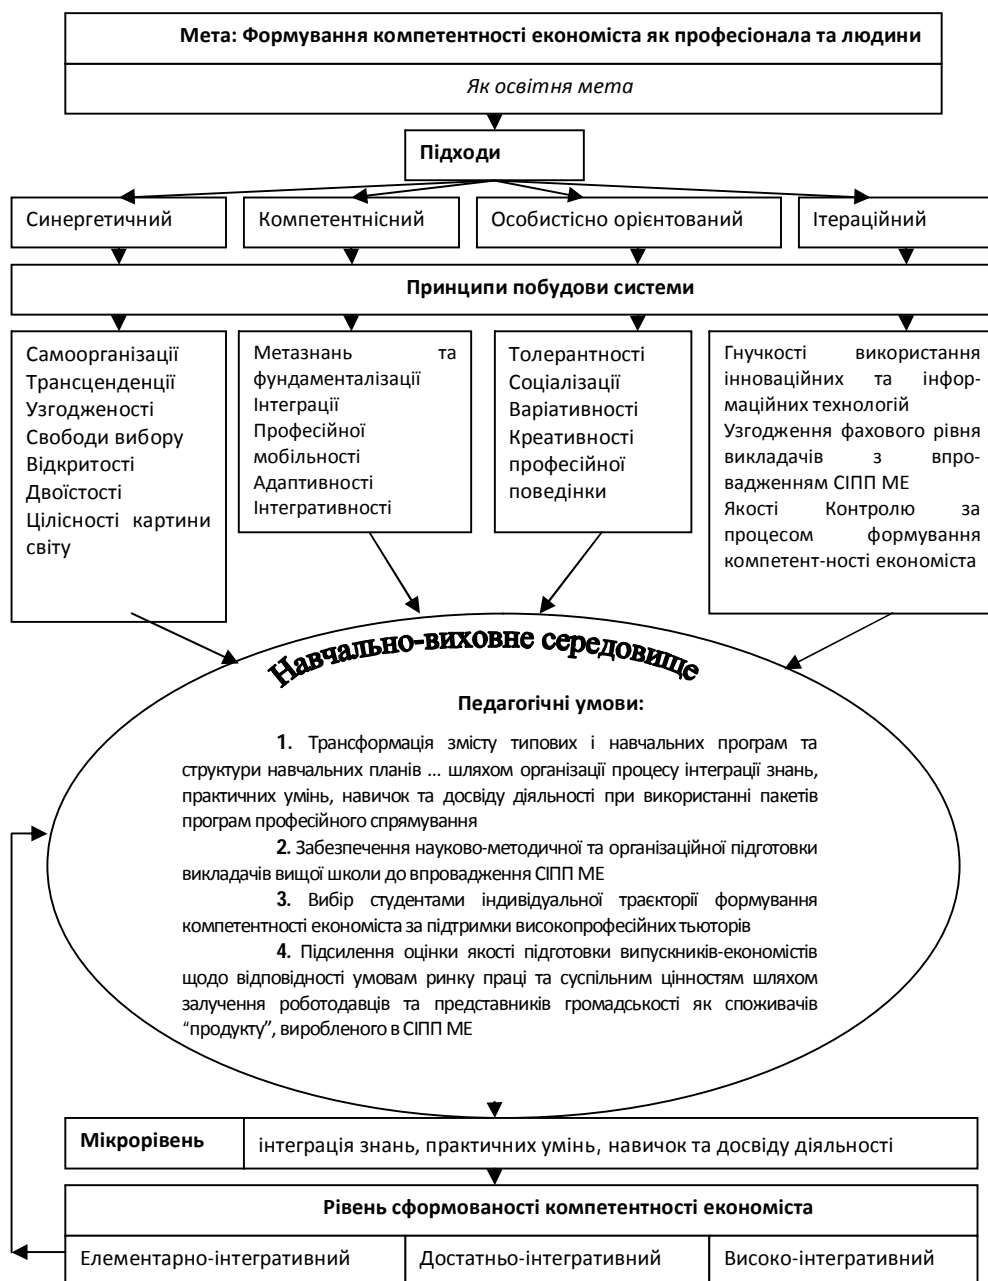 Мета: Формування компетентності економіста як професіонала та людини
Як освітня мета
Підходи
Синергетичний
Компетентнісний
Особистісно орієнтований
Ітераційний
Принципи побудови системи
Самоорганізації
Трансценденції
Узгодженості
Свободи вибору
Відкритості
Двоїстості
Цілісності картини
світу
Метазнань та
фундаменталізації
Інтеграції
Професійної
мобільності
Адаптивності
Інтегративності
Толерантності
Соціалізації
Варіативності
Креативності
професійної
поведінки
Гнучкості використання
інноваційних та інфор-
маційних технологій
Узгодження фахового рівня
викладачів з впро-
вадженням СІПП МЕ
Якості Контролю за
процесом формування
компетент-ності економіста
Навчально-виховне середовище
Педагогічні умови:
1. Трансформація змісту типових і навчальних програм та
структури навчальних планів ... шляхом організації процесу інтеграції знань,
практичних умінь, навичок та досвіду діяльності при використанні пакетів
програм професійного спрямування
2. Забезпечення науково-методичної та організаційної підготовки
викладачів вищої школи до впровадження СІПП МЕ
3. Вибір студентами індивідуальної траєкторії формування
компетентності економіста за підтримки високопрофесійних тьюторів
4. Підсилення оцінки якості підготовки випускників-економістів
щодо відповідності умовам ринку праці та суспільним цінностям шляхом
залучення роботодавців та представників громадськості як споживачів
“продукту”, виробленого в СІПП МЕ
Мікрорівень
інтеграція знань, практичних умінь, навичок та досвіду діяльності
Рівень сформованості компетентності економіста
Елементарно-інтегративний
Достатньо-інтегративний
Високо-інтегративний